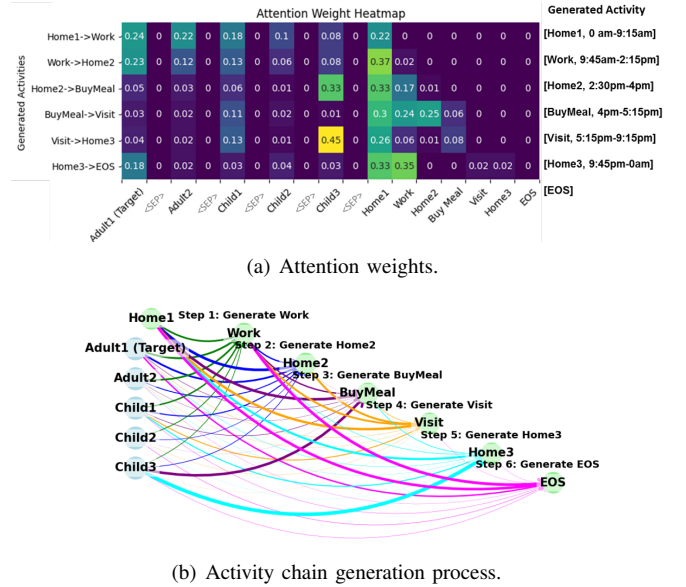 Attention Weight Heatmap
Generated Activity
Generated Activities
Home1->Work 0.24 0 0.22 0 0.18 0 0.1 0 0.08 0 0.22 0 0 0 0 0 0 [Home1, 0 am-9:15am]
Work->Home2 0.23 0 0.12 0 0.13 0 0.06 0 0.08 0 0.37 0.02 0 0 0 0 0 [Work, 9:45am-2:15pm]
Home2->BuyMeal 0.05 0 0.03 0 0.06 0 0.01 0 0.33 0 0.33 0.17 0.01 0 0 0 0 [Home2, 2:30pm-4pm]
BuyMeal->Visit 0.03 0 0.02 0 0.11 0 0.02 0 0.01 0 0.3 0.24 0.25 0.06 0 0 0 [BuyMeal, 4pm-5:15pm]
Visit->Home3 0.04 0 0.02 0 0.13 0 0.01 0 0.45 0 0.26 0.06 0.01 0.08 0 0 0 [Visit, 5:15pm-9:15pm]
Home3->EOS 0.18 0 0.02 0 0.03 0 0.04 0 0.03 0 0.33 0.35 0 0 0.02 0.02 0 [Home3, 9:45pm-0am]
[EOS]
Adult1 (Target)
<SEP>
Adult2
<SEP>
Child1
<SEP>
Child2
<SEP>
Child3
<SEP>
Home1
Work
Home2
Buy Meal
Visit
Home3
EOS
(a) Attention weights.
Home1
Step 1: Generate Work
Work
Adult1 (Target)
Step 2: Generate Home2
Home2
Adult2
Step 3: Generate BuyMeal
BuyMeal
Child1
Step 4: Generate Visit
Visit
Child2
Step 5: Generate Home3
Home3
Child3
Step 6: Generate EOS
EOS
(b) Activity chain generation process.